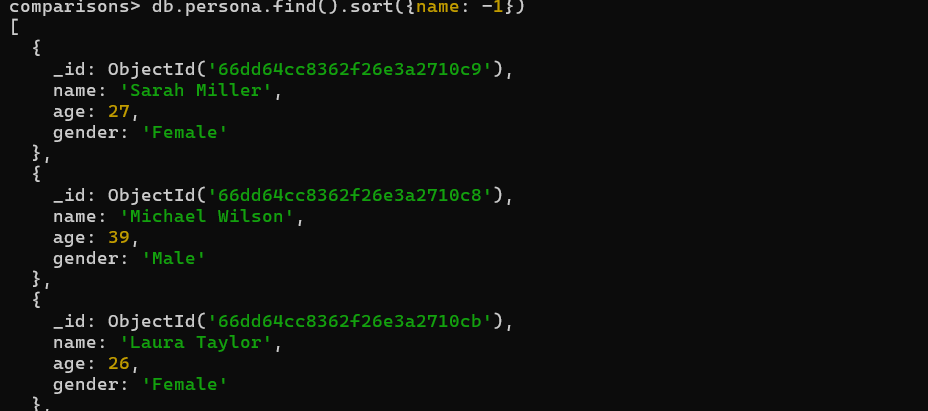 comparisons> db.persona.find().sort({name: -1})
[
  {
    _id: ObjectId('66dd64cc8362f26e3a2710c9'),
    name: 'Sarah Miller',
    age: 27,
    gender: 'Female'
  },
  {
    _id: ObjectId('66dd64cc8362f26e3a2710c8'),
    name: 'Michael Wilson',
    age: 39,
    gender: 'Male'
  },
  {
    _id: ObjectId('66dd64cc8362f26e3a2710cb'),
    name: 'Laura Taylor',
    age: 26,
    gender: 'Female'
  },